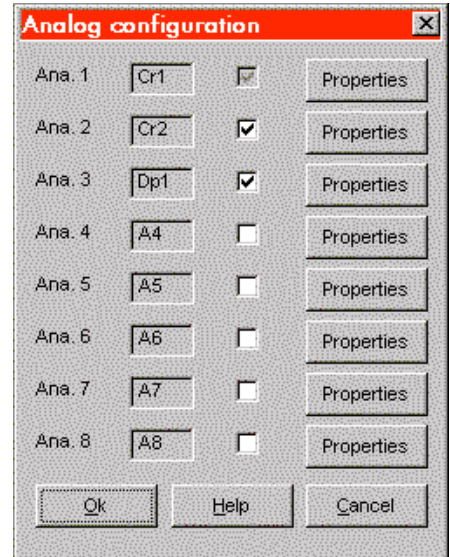 Analog configuration
Ana. 1 Cr1 Properties
Ana. 2 Cr2 Properties
Ana. 3 Dp1 Properties
Ana. 4 A4 Properties
Ana. 5 A5 Properties
Ana. 6 A6 Properties
Ana. 7 A7 Properties
Ana. 8 A8 Properties
Ok Help Cancel